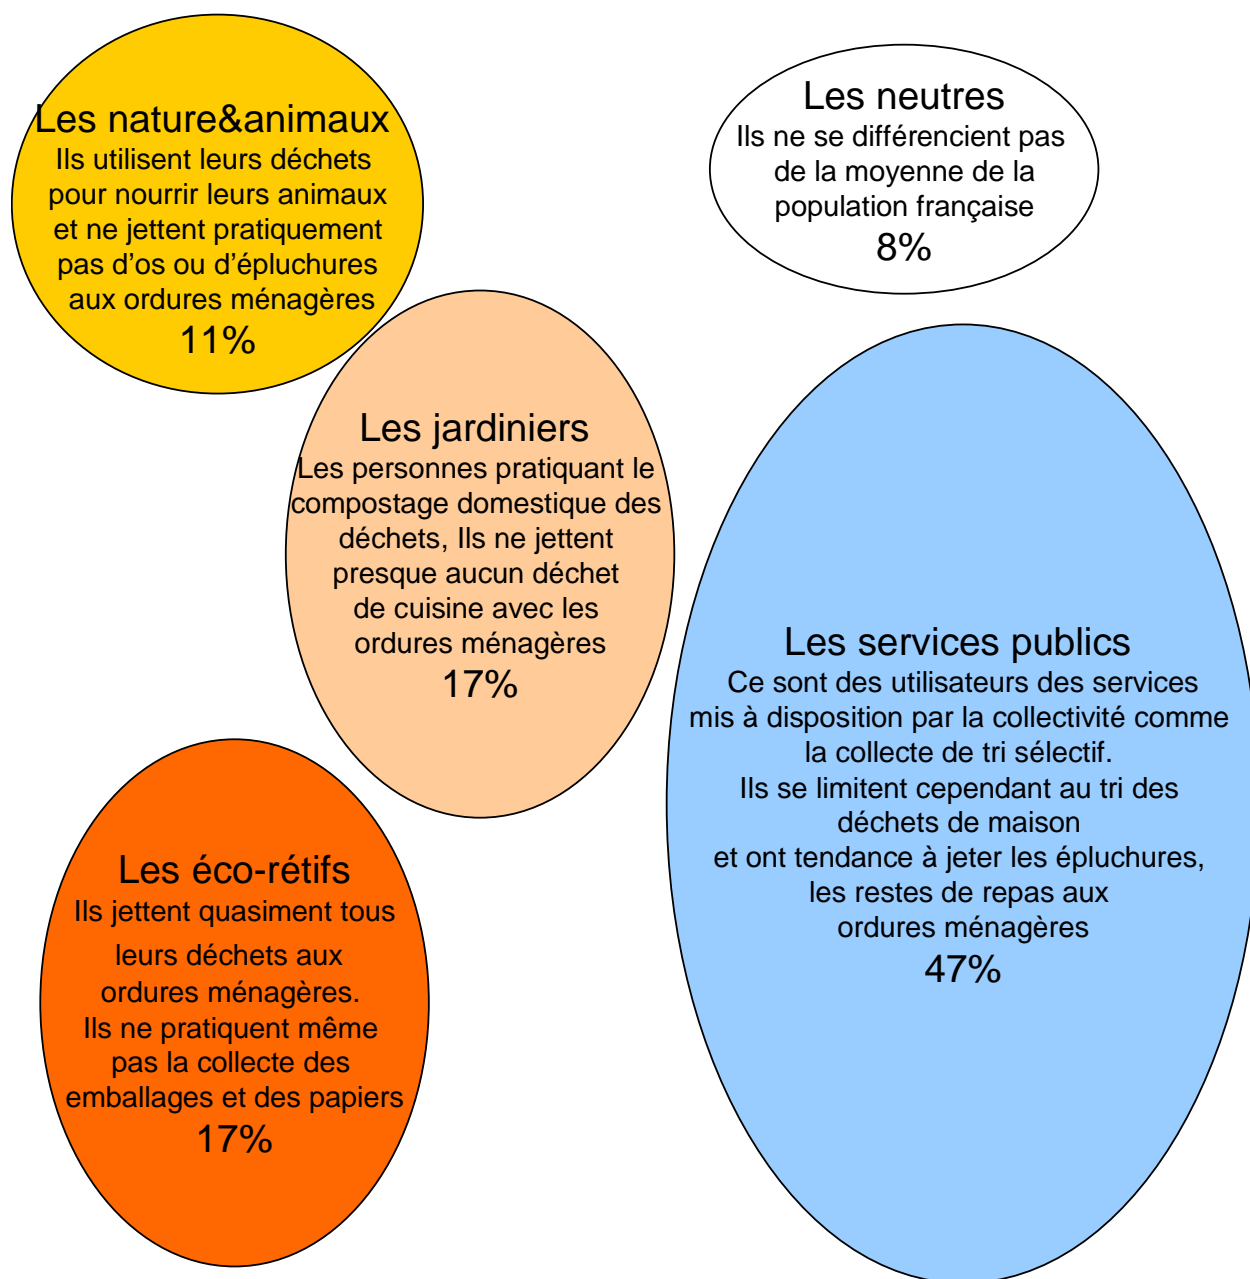 Les nature&animaux
Ils utilisent leurs déchets
pour nourrir leurs animaux
et ne jettent pratiquement
pas d'os ou d'épluchures
aux ordures ménagères
11%
Les neutres
Ils ne se différencient pas
de la moyenne de la
population française
8%
Les jardiniers
Les personnes pratiquant le
compostage domestique des
déchets, Ils ne jettent
presque aucun déchet
de cuisine avec les
ordures ménagères
17%
Les services publics
Ce sont des utilisateurs des services
mis à disposition par la collectivité comme
la collecte de tri sélectif.
Ils se limitent cependant au tri des
déchets de maison
et ont tendance à jeter les épluchures,
les restes de repas aux
ordures ménagères
47%
Les éco-rétifs
Ils jettent quasiment tous
leurs déchets aux
ordures ménagères.
Ils ne pratiquent même
pas la collecte des
emballages et des papiers
17%